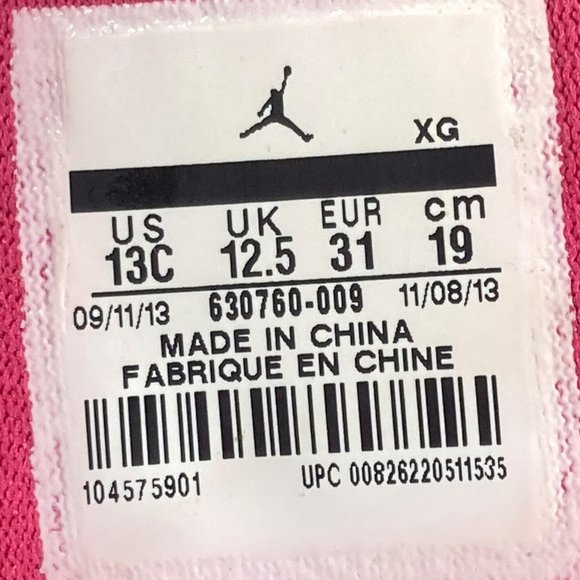 XG
US UK EUR cm
13C 12.5 31 19
09/11/13 630760-009 11/08/13
MADE IN CHINA
FABRIQUE EN CHINE
104575901 UPC 00826220511535